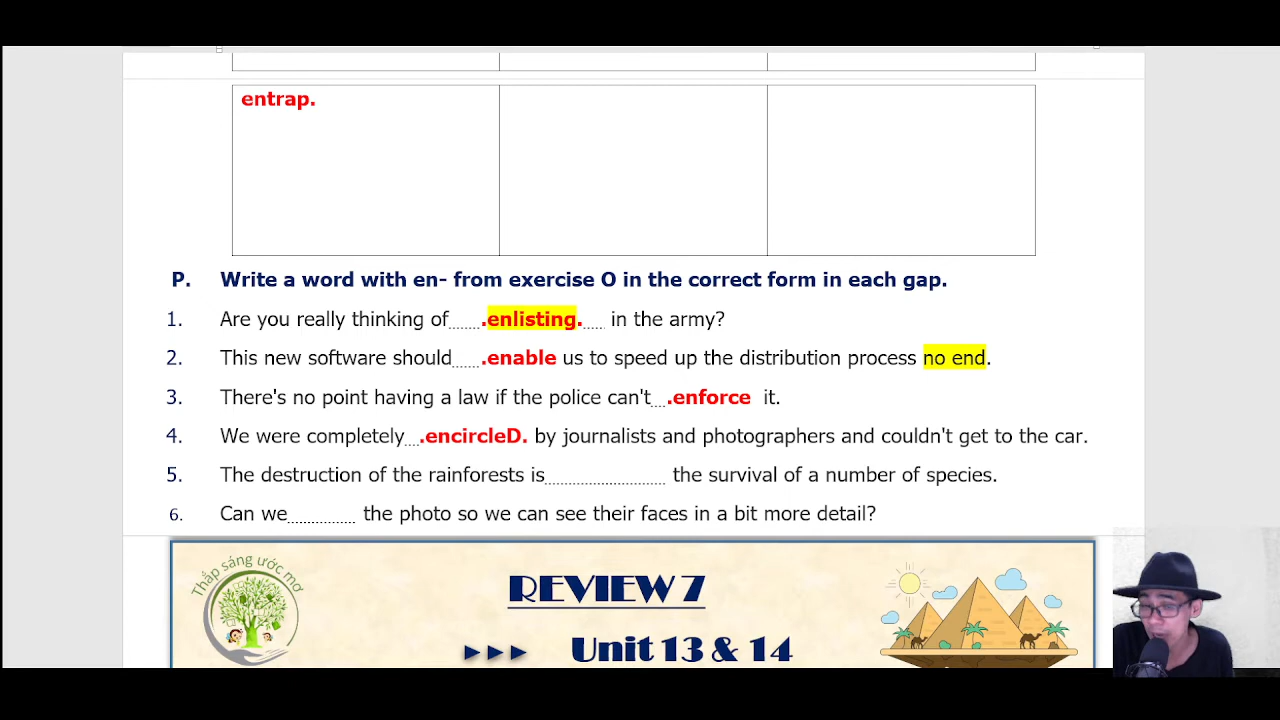 entrap.
P. Write a word with en- from exercise O in the correct form in each gap.
1. Are you really thinking of.......enlisting...... in the army?
2. This new software should......enable us to speed up the distribution process no end.
3. There's no point having a law if the police can't....enforce it.
4. We were completely....encircleD. by journalists and photographers and couldn't get to the car.
5. The destruction of the rainforests is........................ the survival of a number of species.
6. Can we............... the photo so we can see their faces in a bit more detail?
Thắp sáng ước mơ
REVIEW 7
Unit 13 & 14